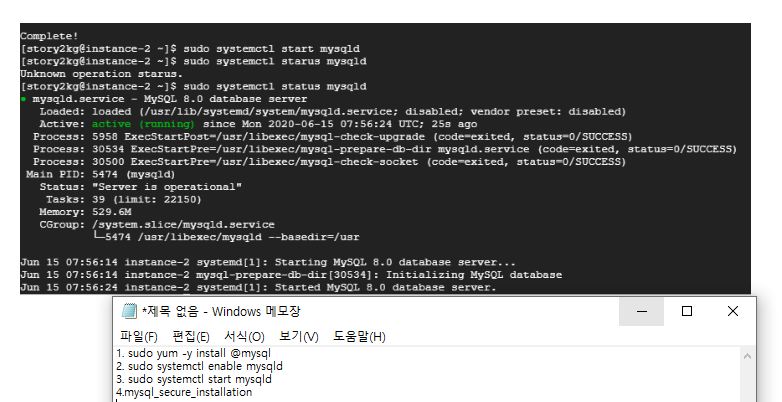 Complete!
[story2kg@instance-2 ~]$ sudo systemctl start mysqld
[story2kg@instance-2 ~]$ sudo systemctl starus mysqld
Unknown operation starus.
[story2kg@instance-2 ~]$ sudo systemctl status mysqld
● mysqld.service - MySQL 8.0 database server
Loaded: loaded (/usr/lib/systemd/system/mysqld.service; disabled; vendor preset: disabled)
Active: active (running) since Mon 2020-06-15 07:56:24 UTC; 25s ago
Process: 5958 ExecStartPost=/usr/libexec/mysql-check-upgrade (code=exited, status=0/SUCCESS)
Process: 30534 ExecStartPre=/usr/libexec/mysql-prepare-db-dir mysqld.service (code=exited, status=0/SUCCESS)
Process: 30500 ExecStartPre=/usr/libexec/mysql-check-socket (code=exited, status=0/SUCCESS)
Main PID: 5474 (mysqld)
Status: "Server is operational"
Tasks: 39 (limit: 22150)
Memory: 529.6M
CGroup: /system.slice/mysqld.service
└─5474 /usr/libexec/mysqld --basedir=/usr
Jun 15 07:56:14 instance-2 systemd[1]: Starting MySQL 8.0 database server...
Jun 15 07:56:14 instance-2 mysql-prepare-db-dir[30534]: Initializing MySQL database
Jun 15 07:56:24 instance-2 systemd[1]: Started MySQL 8.0 database server.
*제목 없음 - Windows 메모장
파일(F) 편집(E) 서식(O) 보기(V) 도움말(H)
1. sudo yum -y install @mysql
2. sudo systemctl enable mysqld
3. sudo systemctl start mysqld
4.mysql_secure_installation